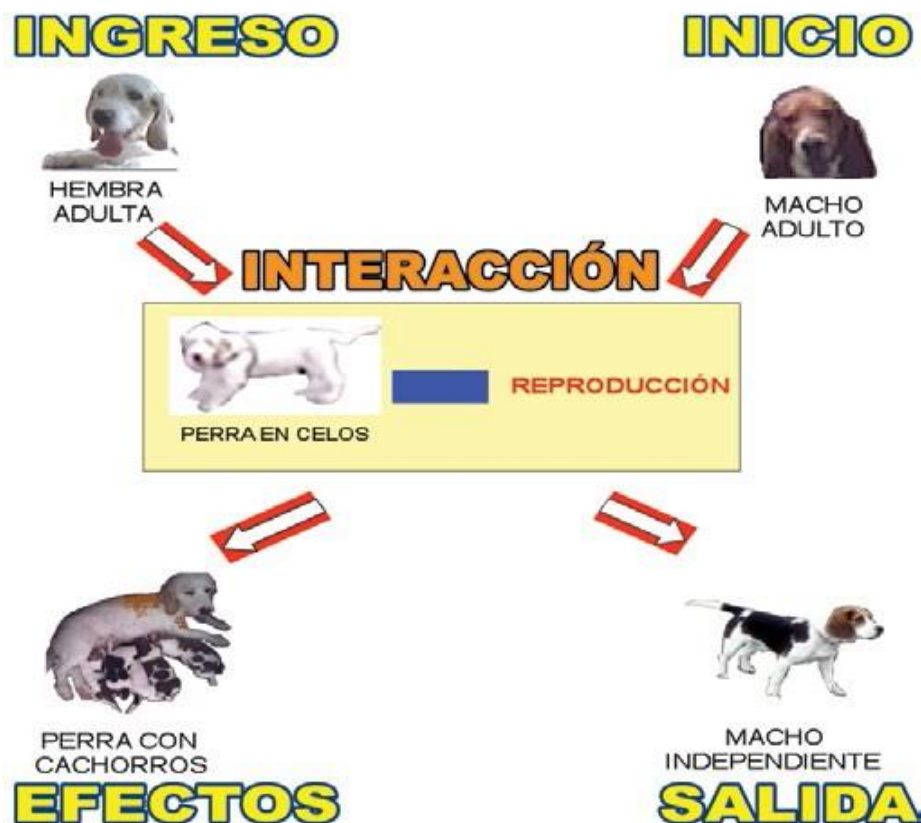 INGRESO
INICIO
HEMBRA
ADULTA
MACHO
ADULTO
INTERACCIÓN
REPRODUCCIÓN
PERRA EN CELOS
PERRA CON
CACHORROS
MACHO
INDEPENDIENTE
EFECTOS
SALIDA